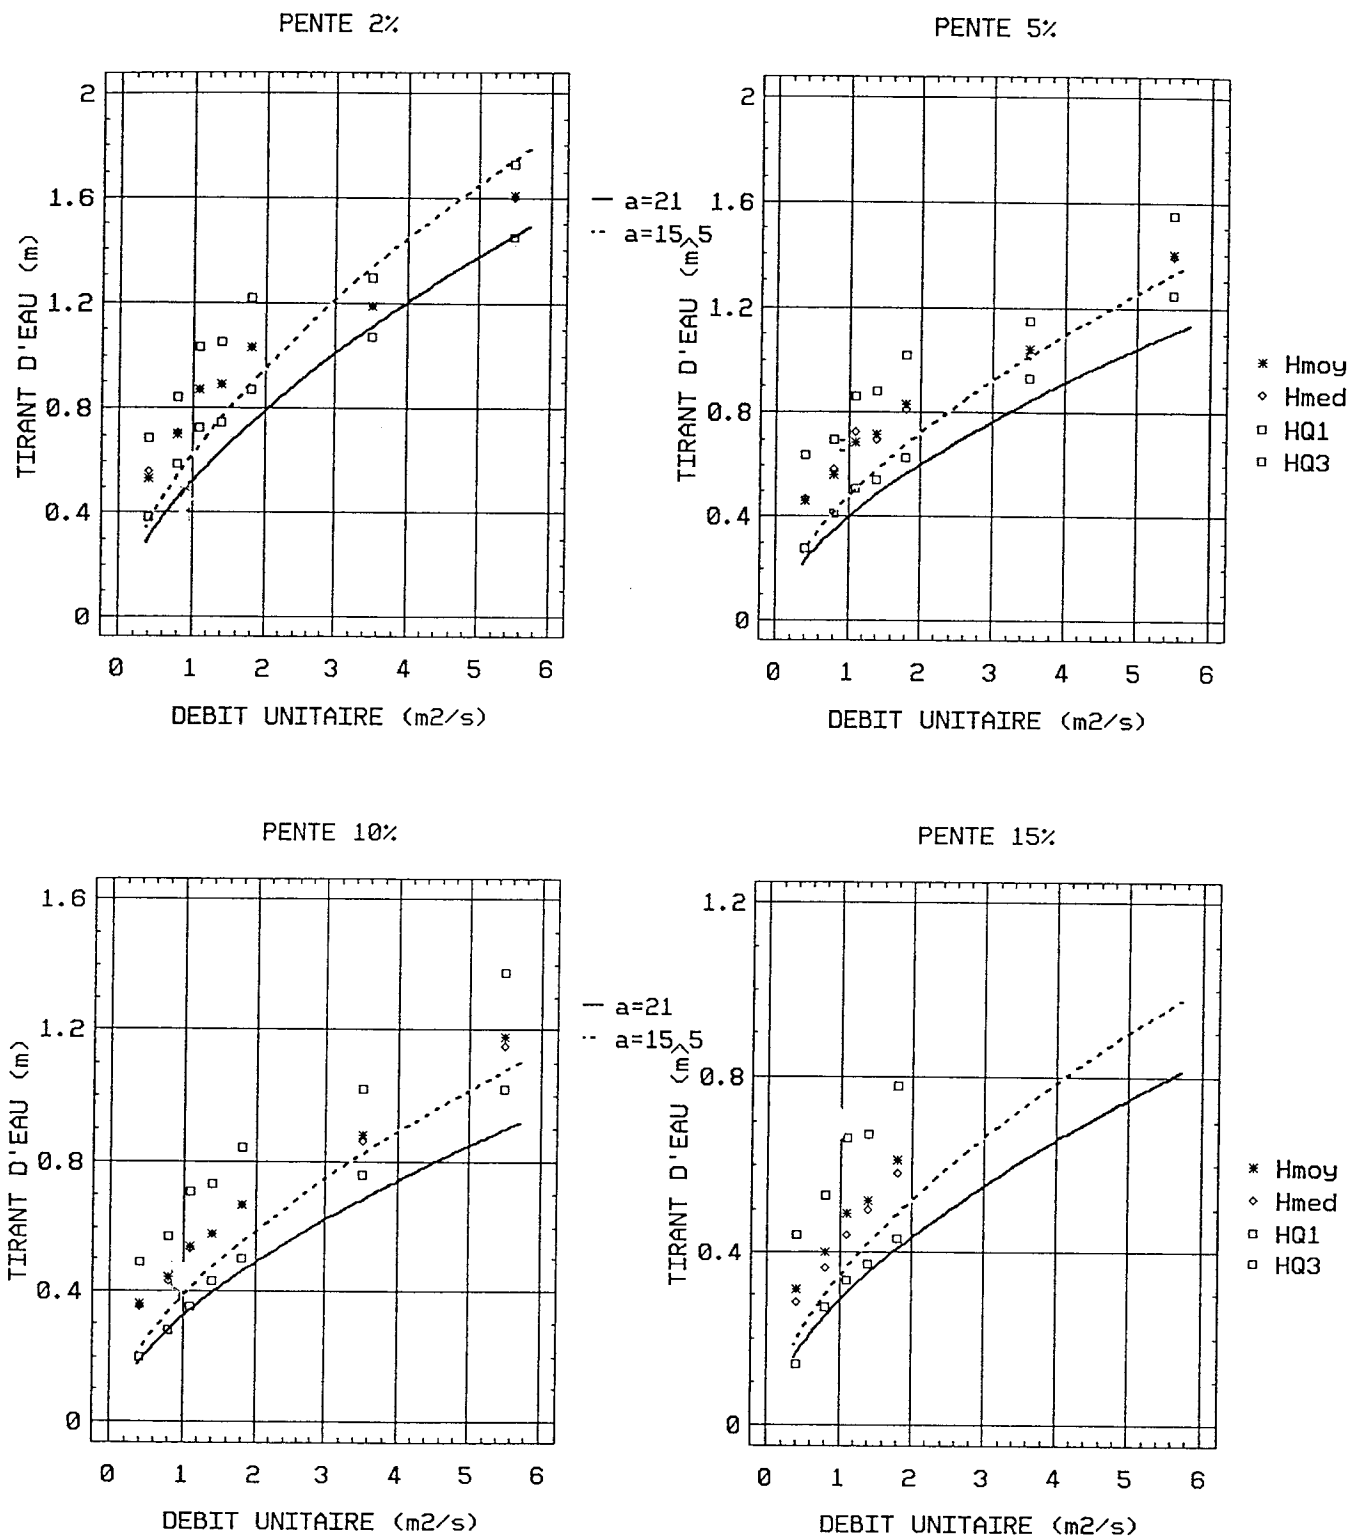 PENTE 2%
TIRANT D'EAU (m)
2
1.6
1.2
0.8
0.4
0
0 1 2 3 4 5 6
DEBIT UNITAIRE (m2/s)
a=21
a=15.5
PENTE 5%
TIRANT D'EAU (m)
2
1.6
1.2
0.8
0.4
0
0 1 2 3 4 5 6
DEBIT UNITAIRE (m2/s)
Hmoy
Hmed
HQ1
HQ3
PENTE 10%
TIRANT D'EAU (m)
1.6
1.2
0.8
0.4
0
0 1 2 3 4 5 6
DEBIT UNITAIRE (m2/s)
a=21
a=15.5
PENTE 15%
TIRANT D'EAU (m)
1.2
0.8
0.4
0
0 1 2 3 4 5 6
DEBIT UNITAIRE (m2/s)
Hmoy
Hmed
HQ1
HQ3